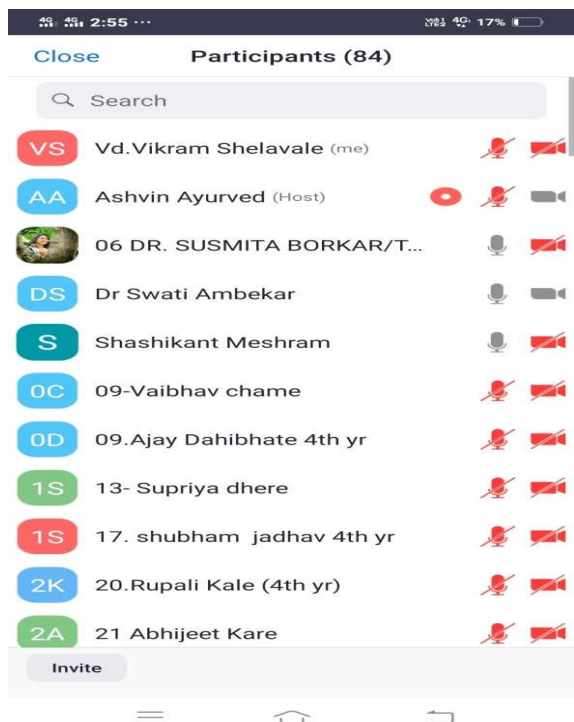 4G 4G 2:55 ··· 4G 17%
Close Participants (84)
Search
VS Vd.Vikram Shelavale (me)
AA Ashvin Ayurved (Host)
06 DR. SUSMITA BORKAR/T...
DS Dr Swati Ambekar
S Shashikant Meshram
0C 09-Vaibhav chame
0D 09.Ajay Dahibhate 4th yr
1S 13- Supriya dhere
1S 17. shubham jadhav 4th yr
2K 20.Rupali Kale (4th yr)
2A 21 Abhijeet Kare
Invite